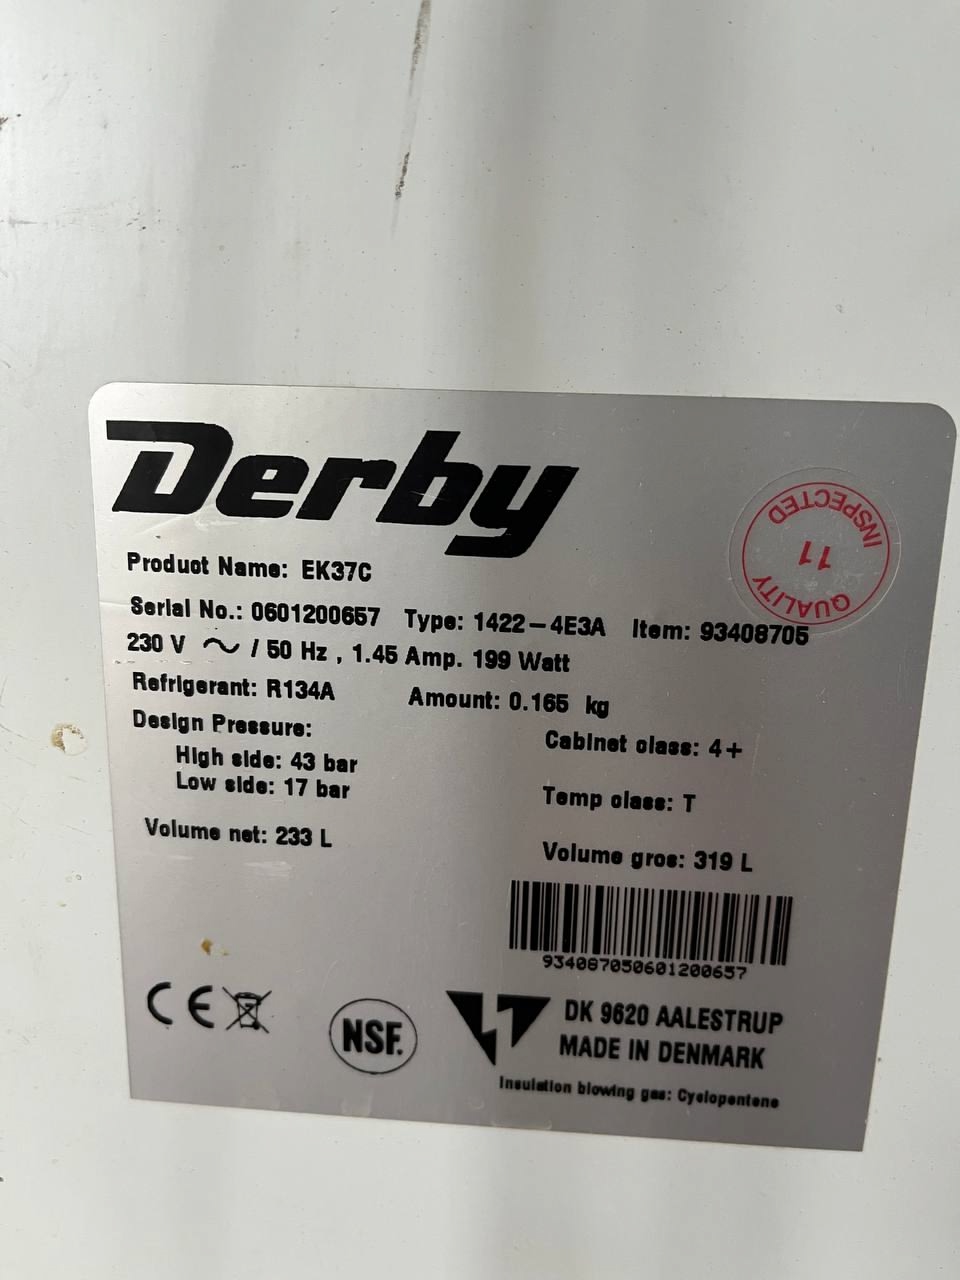 Derby
QUALITY INSPECTED
11
Product Name: EK37C
Serial No.: 0601200657 Type: 1422-4E3A Item: 93408705
230 V ~ / 50 Hz , 1.45 Amp. 199 Watt
Refrigerant: R134A Amount: 0.165 kg
Design Pressure:
High side: 43 bar
Low side: 17 bar
Cabinet class: 4+
Temp class: T
Volume net: 233 L
Volume gros: 319 L
934087050601200657
CE
NSF.
DK 9620 AALESTRUP
MADE IN DENMARK
Insulation blowing gas: Cyclopentene